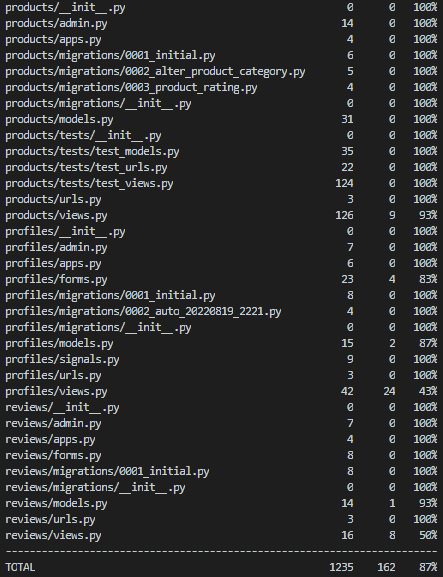 products/__init__.py 0 0 100%
products/admin.py 14 0 100%
products/apps.py 4 0 100%
products/migrations/0001_initial.py 6 0 100%
products/migrations/0002_alter_product_category.py 5 0 100%
products/migrations/0003_product_rating.py 4 0 100%
products/migrations/__init__.py 0 0 100%
products/models.py 31 0 100%
products/tests/__init__.py 0 0 100%
products/tests/test_models.py 35 0 100%
products/tests/test_urls.py 22 0 100%
products/tests/test_views.py 124 0 100%
products/urls.py 3 0 100%
products/views.py 126 9 93%
profiles/__init__.py 0 0 100%
profiles/admin.py 7 0 100%
profiles/apps.py 6 0 100%
profiles/forms.py 23 4 83%
profiles/migrations/0001_initial.py 8 0 100%
profiles/migrations/0002_auto_20220819_2221.py 4 0 100%
profiles/migrations/__init__.py 0 0 100%
profiles/models.py 15 2 87%
profiles/signals.py 9 0 100%
profiles/urls.py 3 0 100%
profiles/views.py 42 24 43%
reviews/__init__.py 0 0 100%
reviews/admin.py 7 0 100%
reviews/apps.py 4 0 100%
reviews/forms.py 8 0 100%
reviews/migrations/0001_initial.py 8 0 100%
reviews/migrations/__init__.py 0 0 100%
reviews/models.py 14 1 93%
reviews/urls.py 3 0 100%
reviews/views.py 16 8 50%
TOTAL 1235 162 87%